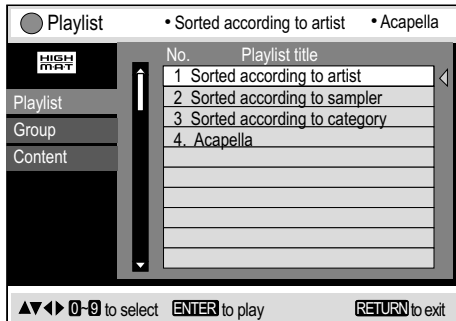 Playlist • Sorted according to artist • Acapella
HIGH MAT
No. Playlist title
1 Sorted according to artist
2 Sorted according to sampler
3 Sorted according to category
4. Acapella
Playlist
Group
Content
▲▼◀▶ 0~9 to select ENTER to play RETURN to exit